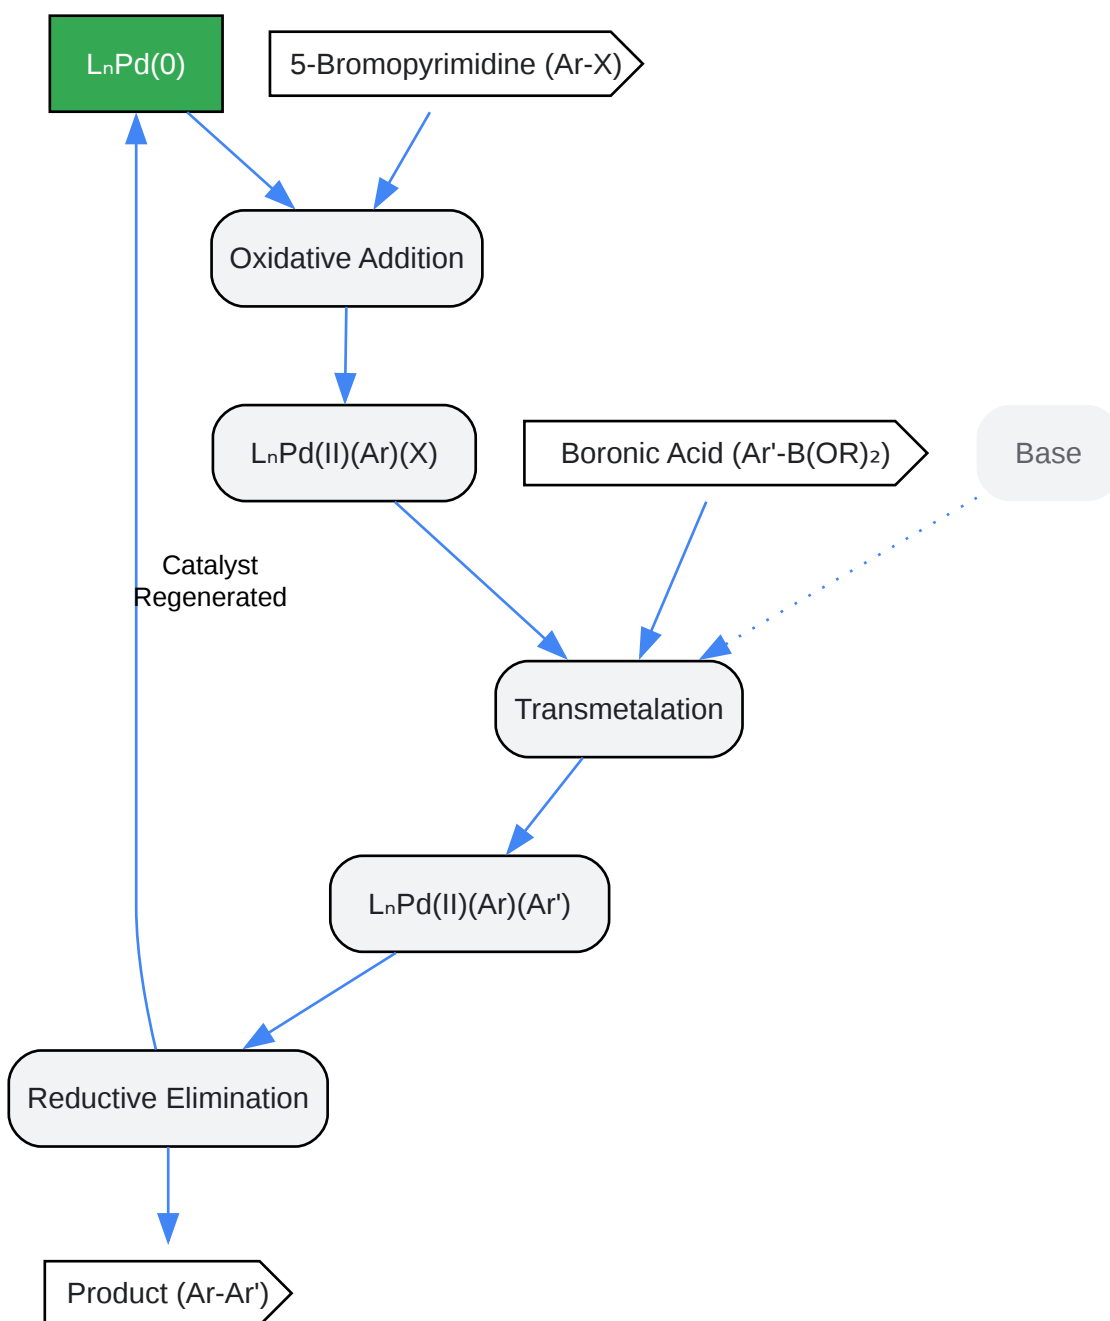 LₙPd(0)
5-Bromopyrimidine (Ar-X)
Oxidative Addition
LₙPd(II)(Ar)(X)
Boronic Acid (Ar'-B(OR)₂)
Base
Catalyst
Regenerated
Transmetalation
LₙPd(II)(Ar)(Ar')
Reductive Elimination
Product (Ar-Ar')